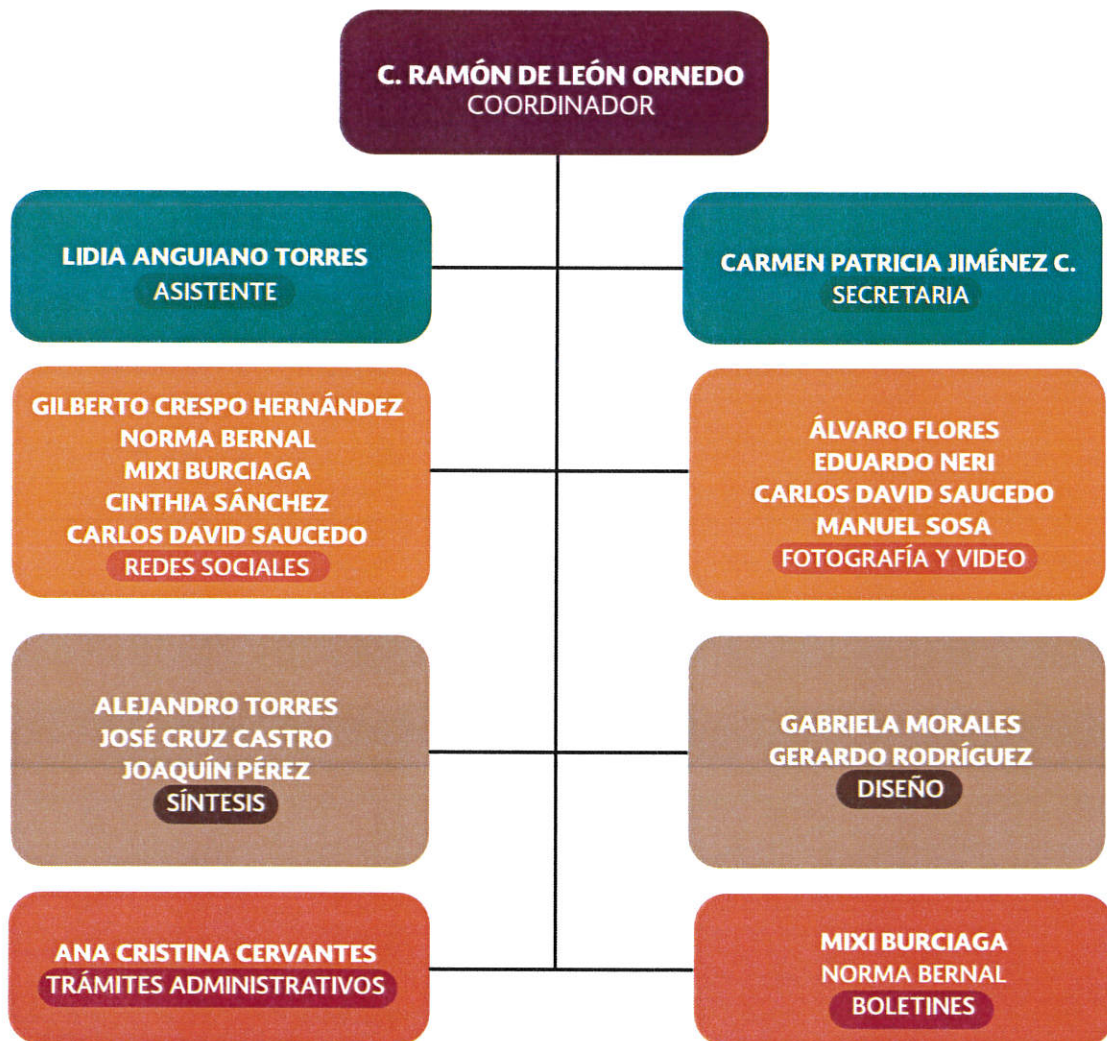 C. RAMÓN DE LEÓN ORNEDO
COORDINADOR
LIDIA ANGUIANO TORRES
ASISTENTE
CARMEN PATRICIA JIMÉNEZ C.
SECRETARIA
GILBERTO CRESPO HERNÁNDEZ
NORMA BERNAL
MIXI BURCIAGA
CINTHIA SÁNCHEZ
CARLOS DAVID SAUCEDO
REDES SOCIALES
ÁLVARO FLORES
EDUARDO NERI
CARLOS DAVID SAUCEDO
MANUEL SOSA
FOTOGRAFÍA Y VIDEO
ALEJANDRO TORRES
JOSÉ CRUZ CASTRO
JOAQUÍN PÉREZ
SÍNTESIS
GABRIELA MORALES
GERARDO RODRÍGUEZ
DISEÑO
ANA CRISTINA CERVANTES
TRÁMITES ADMINISTRATIVOS
MIXI BURCIAGA
NORMA BERNAL
BOLETINES